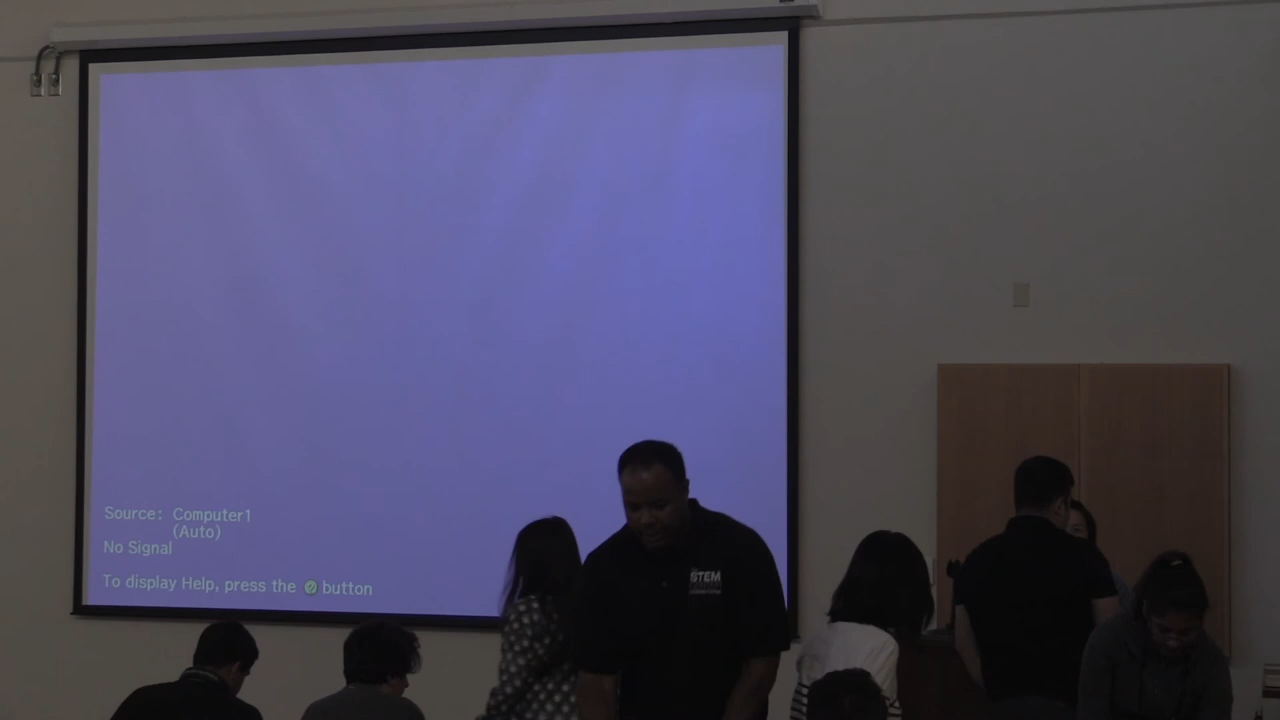 Source: Computer1
(Auto)
No Signal
To display Help, press the button
STEM